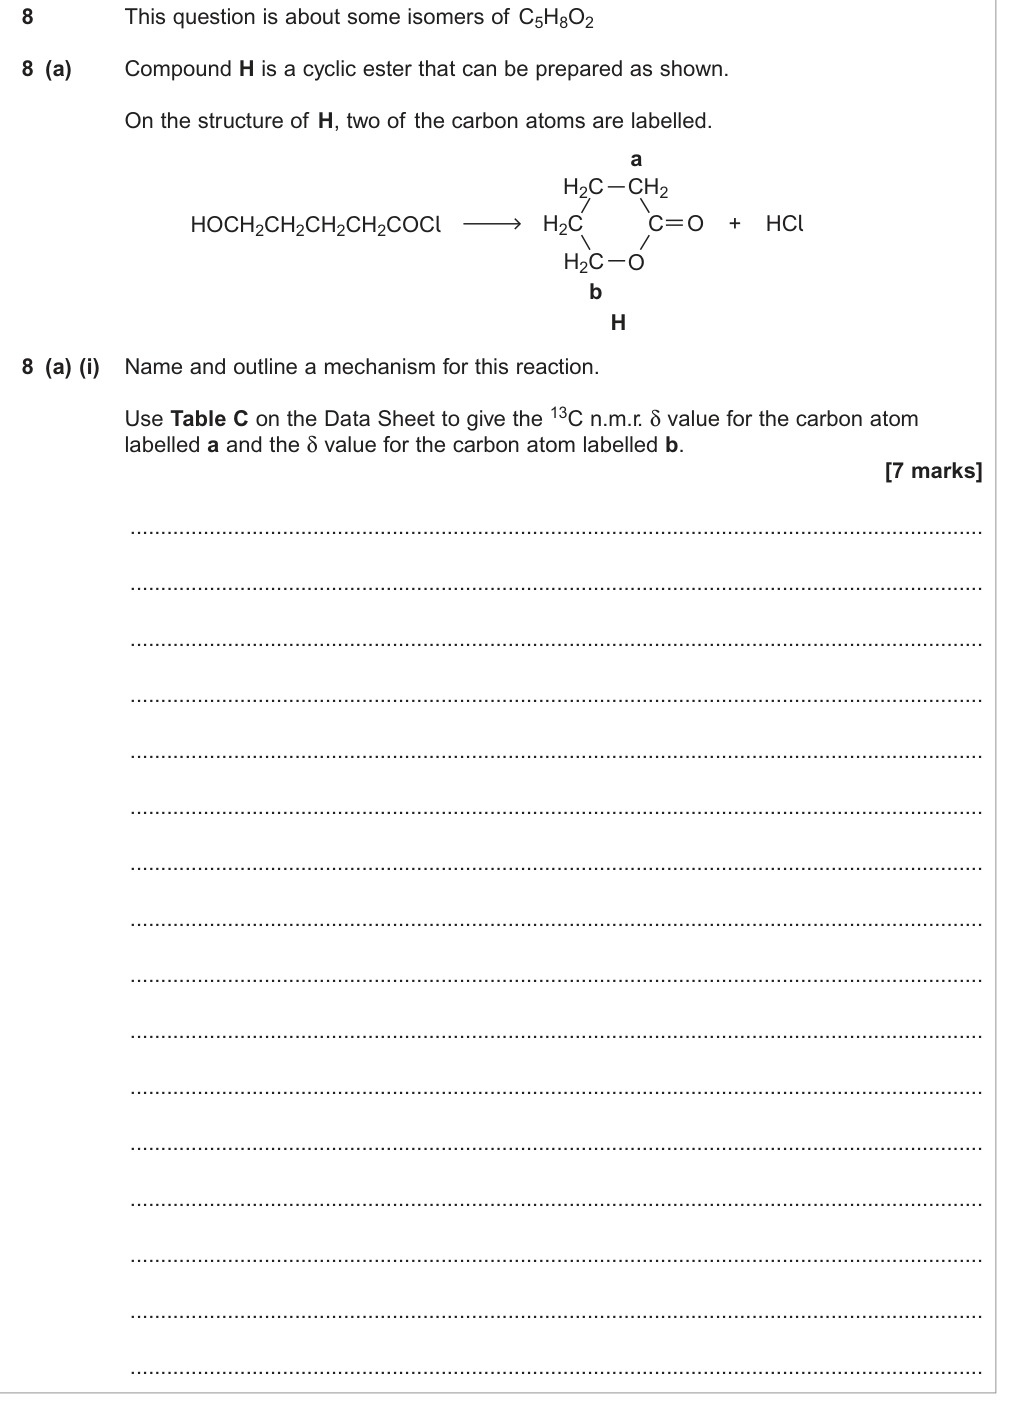 8 This question is about some isomers of C₅H₈O₂
8 (a) Compound H is a cyclic ester that can be prepared as shown.
On the structure of H, two of the carbon atoms are labelled.
a
H₂C—CH₂
HOCH₂CH₂CH₂CH₂COCl ⟶ H₂C C=O + HCl
H₂C—O
b
H
8 (a) (i) Name and outline a mechanism for this reaction.
Use Table C on the Data Sheet to give the ¹³C n.m.r. δ value for the carbon atom
labelled a and the δ value for the carbon atom labelled b.
[7 marks]